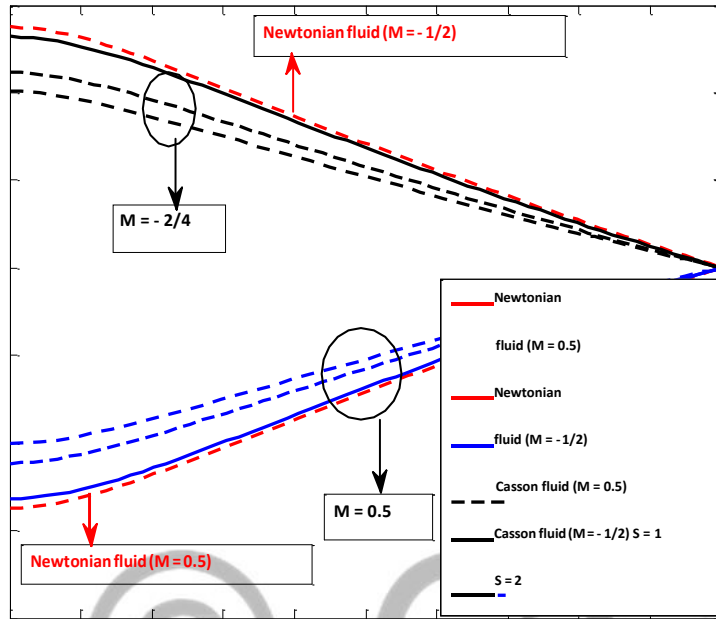 Newtonian fluid (M = - 1/2)
M = - 2/4
Newtonian
fluid (M = 0.5)
Newtonian
fluid (M = -1/2)
Casson fluid (M = 0.5)
Casson fluid (M = - 1/2) S = 1
S = 2
M = 0.5
Newtonian fluid (M = 0.5)